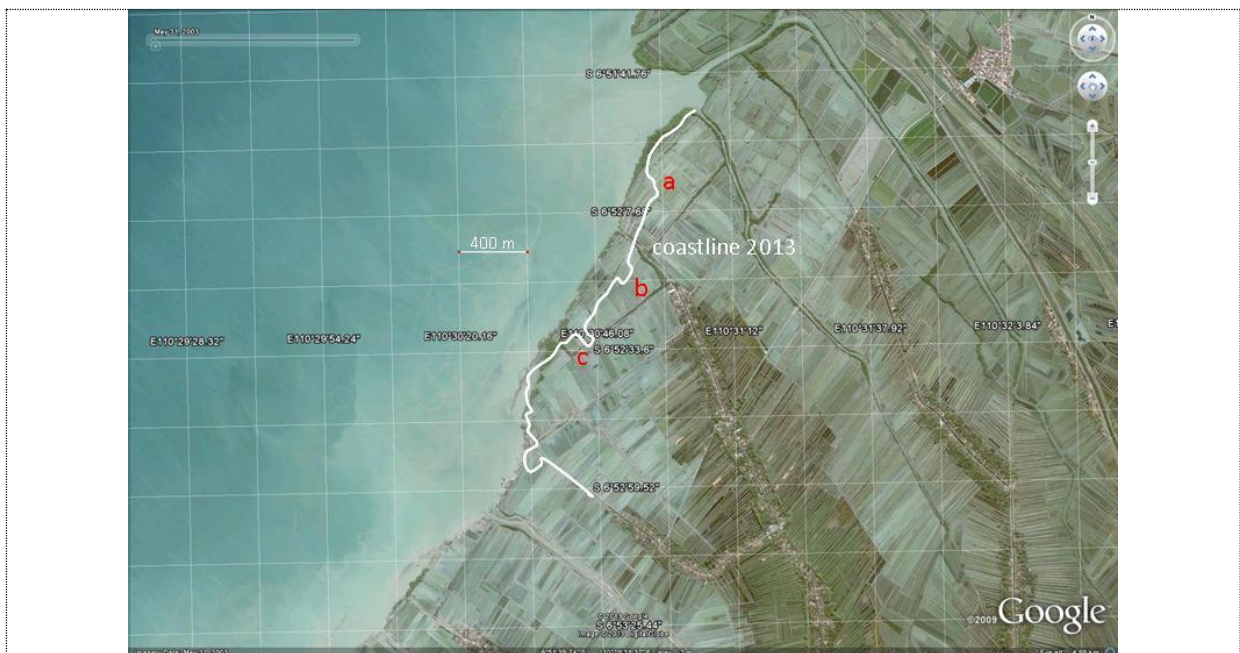 May 31, 2003
N
S 6°51'41.76"
a
S 6°52'7.68"
400 m
coastline 2013
b
E110°29'28.32"
E110°29'54.24"
E110°30'20.16"
E110°30'46.08"
E110°31'12"
E110°31'37.92"
E110°32'3.84"
S 6°52'33.6"
c
S 6°52'59.52"
© 2013 Google
S 6°53'25.44"
Image © 2013 DigitalGlobe
©2009 Google